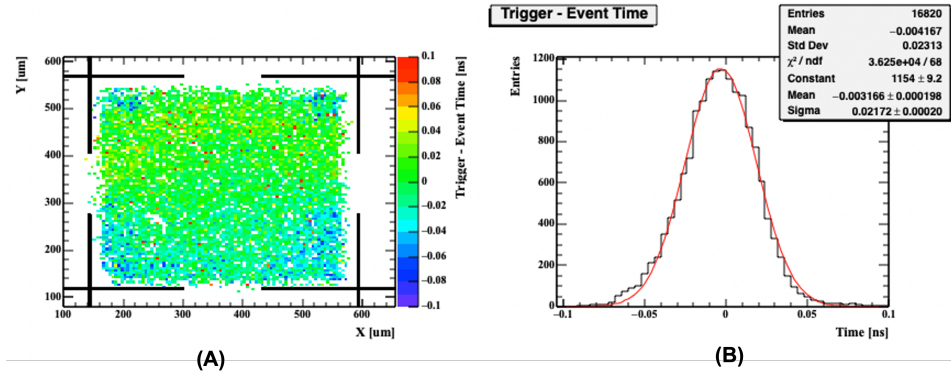 Y [um]
600
500
400
300
200
100
100
200
300
400
500
600
X [um]
0.1
0.08
0.06
0.04
0.02
0
−0.02
−0.04
−0.06
−0.08
−0.1
Trigger - Event Time [ns]
(A)
Trigger - Event Time
Entries 16820
Mean −0.004167
Std Dev 0.02313
χ² / ndf 3.625e+04 / 68
Constant 1154 ± 9.2
Mean −0.003166 ± 0.000198
Sigma 0.02172 ± 0.00020
Entries
1200
1000
800
600
400
200
0
−0.1
−0.05
0
0.05
0.1
Time [ns]
(B)